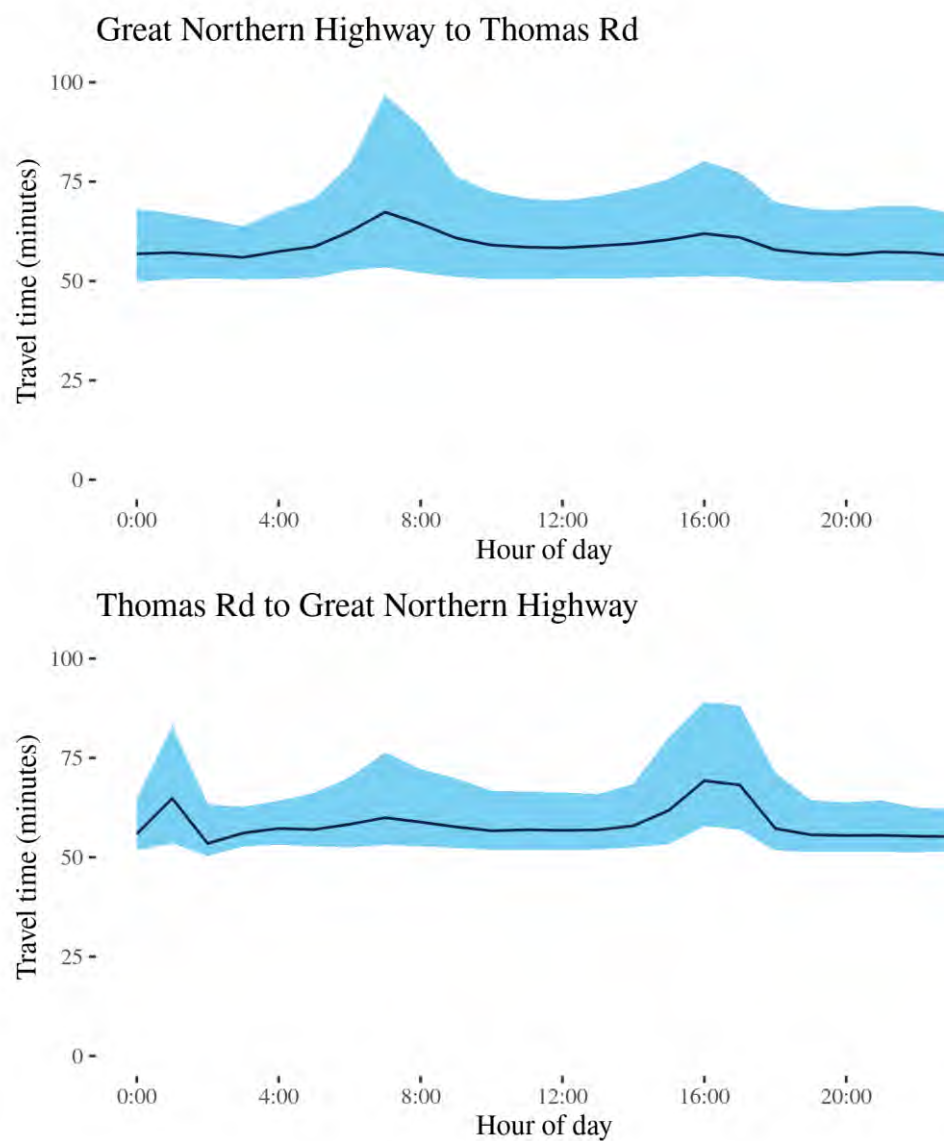 Great Northern Highway to Thomas Rd
100
75
50
25
0
Travel time (minutes)
0:00 4:00 8:00 12:00 16:00 20:00
Hour of day
Thomas Rd to Great Northern Highway
100
75
50
25
0
Travel time (minutes)
0:00 4:00 8:00 12:00 16:00 20:00
Hour of day